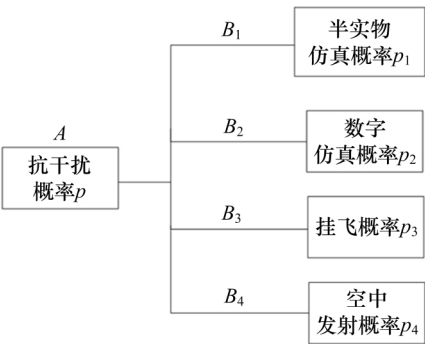 B₁
半实物
仿真概率p₁
B₂
数字
仿真概率p₂
A
抗干扰
概率p
B₃
挂飞概率p₃
B₄
空中
发射概率p₄